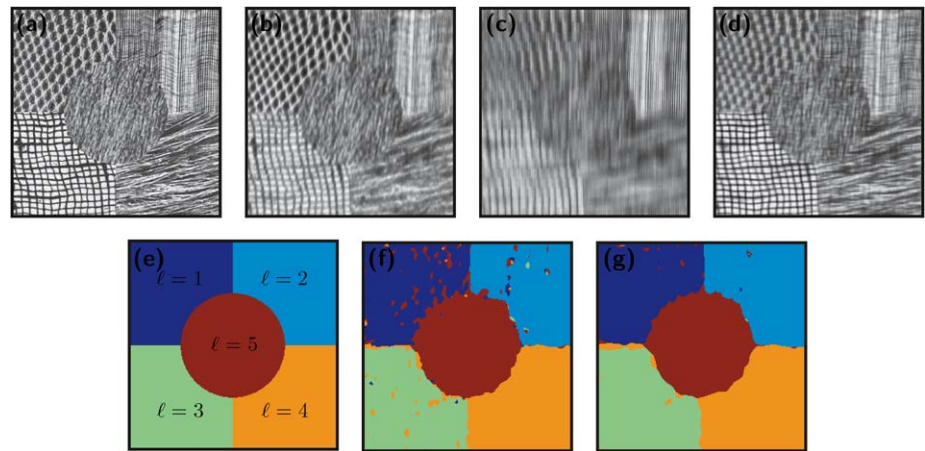 (a)
(b)
(c)
(d)
(e)
ℓ = 1
ℓ = 2
ℓ = 5
ℓ = 3
ℓ = 4
(f)
(g)